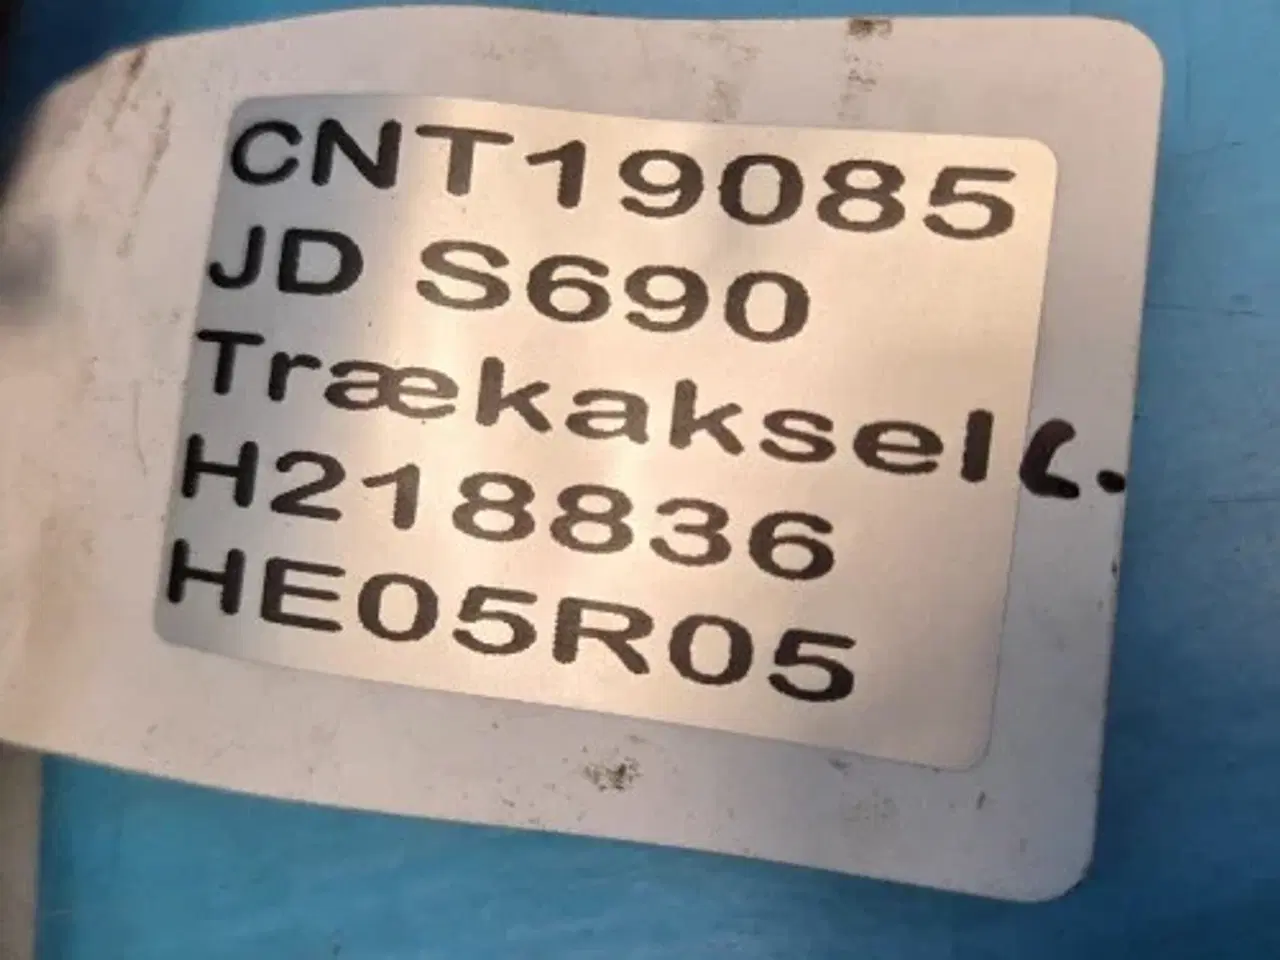 CNT19085
JD S690
Trækaksel
H218836
HE05R05